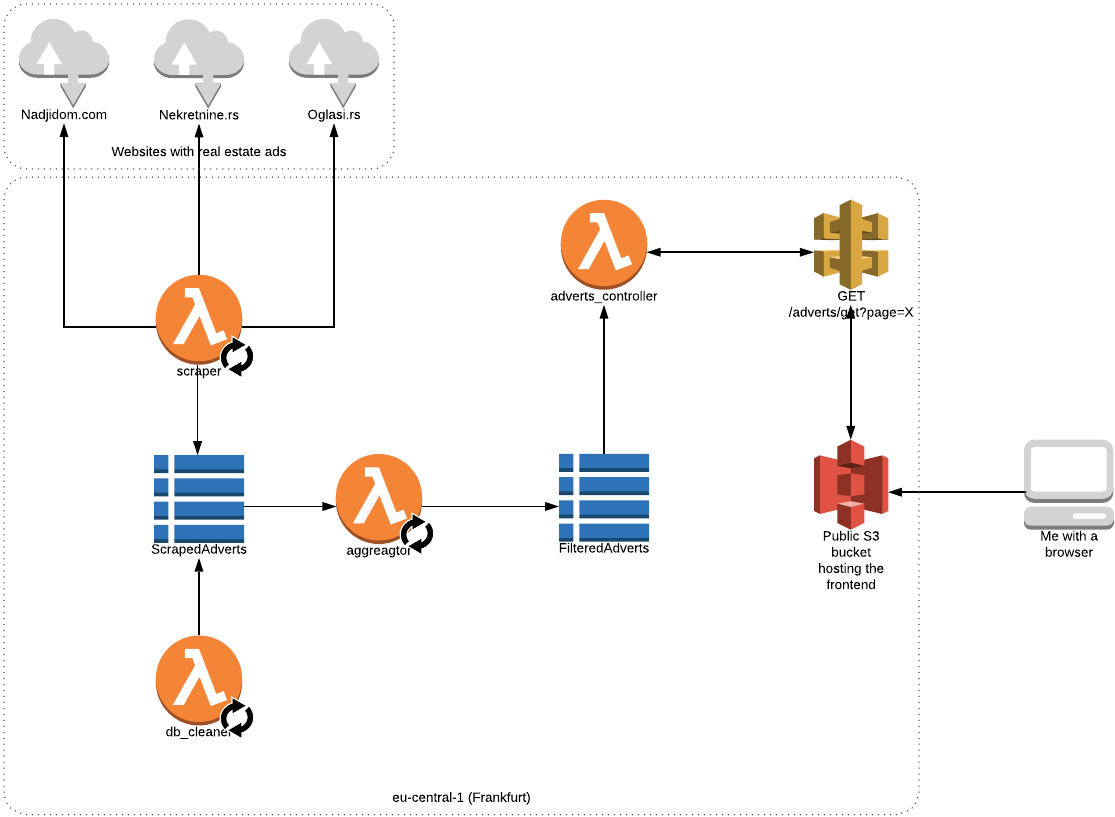 Nadjidom.com
Nekretnine.rs
Oglasi.rs
Websites with real estate ads
adverts_controller
GET
/adverts/get?page=X
scraper
ScrapedAdverts
aggreagtor
FilteredAdverts
Public S3
bucket
hosting the
frontend
Me with a
browser
db_cleaner
eu-central-1 (Frankfurt)